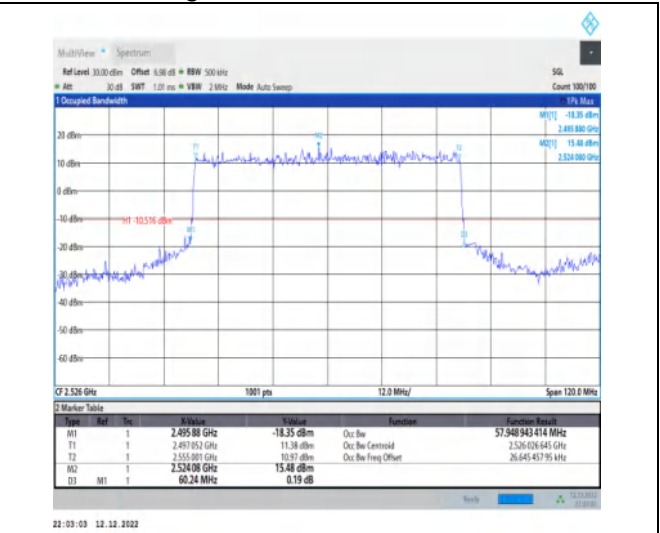 MultiView Spectrum
Ref Level 30.00 dBm Offset 6.98 dB RBW 500 kHz SGL
Att 30 dB SWT 1.01 ms VBW 2 MHz Mode Auto Sweep Count 100/100
1 Occupied Bandwidth 1Pk Max
M1[1] -18.35 dBm
2.495 880 GHz
M2[1] 15.48 dBm
2.524 080 GHz
20 dBm
T1 M2 T2
10 dBm
0 dBm
-10 dBm
H1 -10.516 dBm
M1 D3
-20 dBm
-30 dBm
-40 dBm
-50 dBm
-60 dBm
CF 2.526 GHz 1001 pts 12.0 MHz/ Span 120.0 MHz
2 Marker Table
Type Ref Trc X-Value Y-Value Function Function Result
M1 1 2.495 88 GHz -18.35 dBm Occ Bw 57.948 943 414 MHz
T1 1 2.497 052 GHz 11.38 dBm Occ Bw Centroid 2.526 026 645 GHz
T2 1 2.555 001 GHz 10.97 dBm Occ Bw Freq Offset 26.645 457 95 kHz
M2 1 2.524 08 GHz 15.48 dBm
D3 M1 1 60.24 MHz 0.19 dB
Ready 12.12.2022
22:03:03 12.12.2022